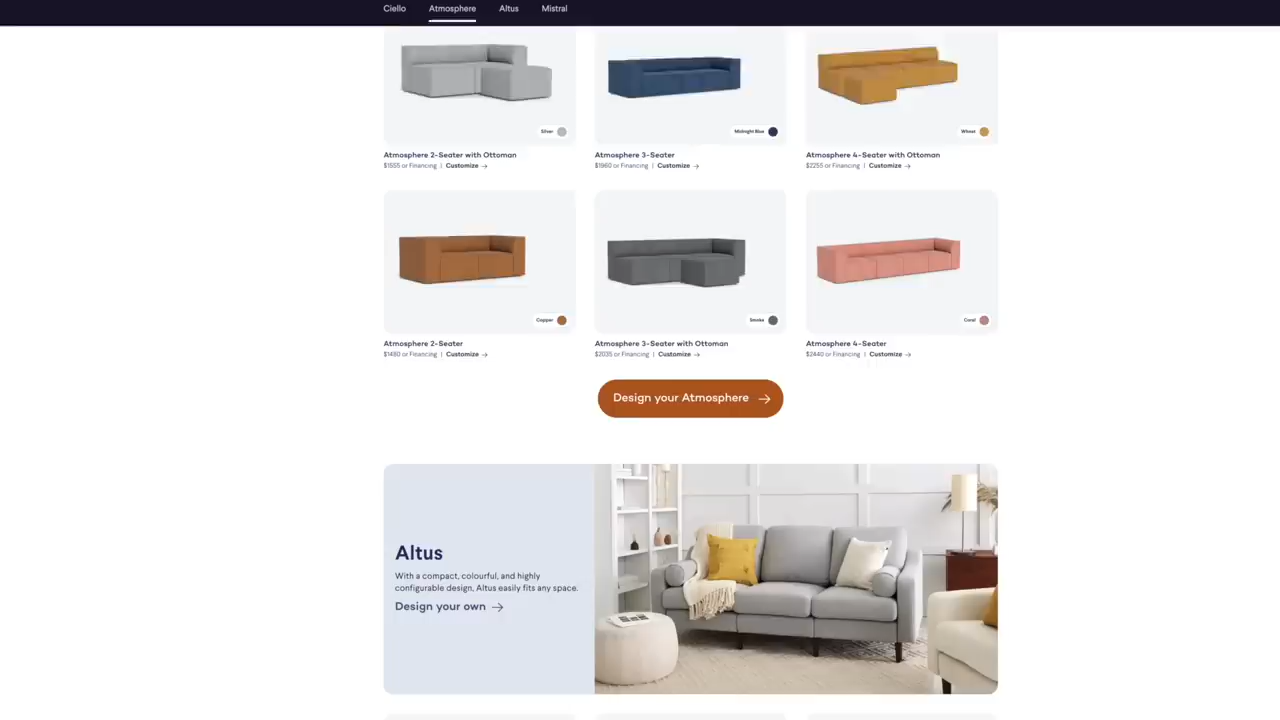 Ciello Atmosphere Altus Mistral
Silver
Midnight Blue
Wheat
Atmosphere 2-Seater with Ottoman
$1555 or Financing | Customize →
Atmosphere 3-Seater
$1960 or Financing | Customize →
Atmosphere 4-Seater with Ottoman
$2255 or Financing | Customize →
Copper
Smoke
Coral
Atmosphere 2-Seater
$1480 or Financing | Customize →
Atmosphere 3-Seater with Ottoman
$2035 or Financing | Customize →
Atmosphere 4-Seater
$2440 or Financing | Customize →
Design your Atmosphere →
Altus
With a compact, colourful, and highly
configurable design, Altus easily fits any space.
Design your own →